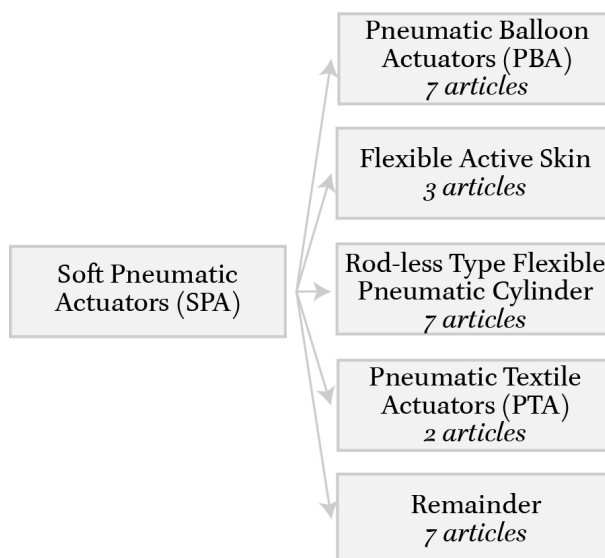 Pneumatic Balloon
Actuators (PBA)
7 articles
Flexible Active Skin
3 articles
Soft Pneumatic
Actuators (SPA)
Rod-less Type Flexible
Pneumatic Cylinder
7 articles
Pneumatic Textile
Actuators (PTA)
2 articles
Remainder
7 articles